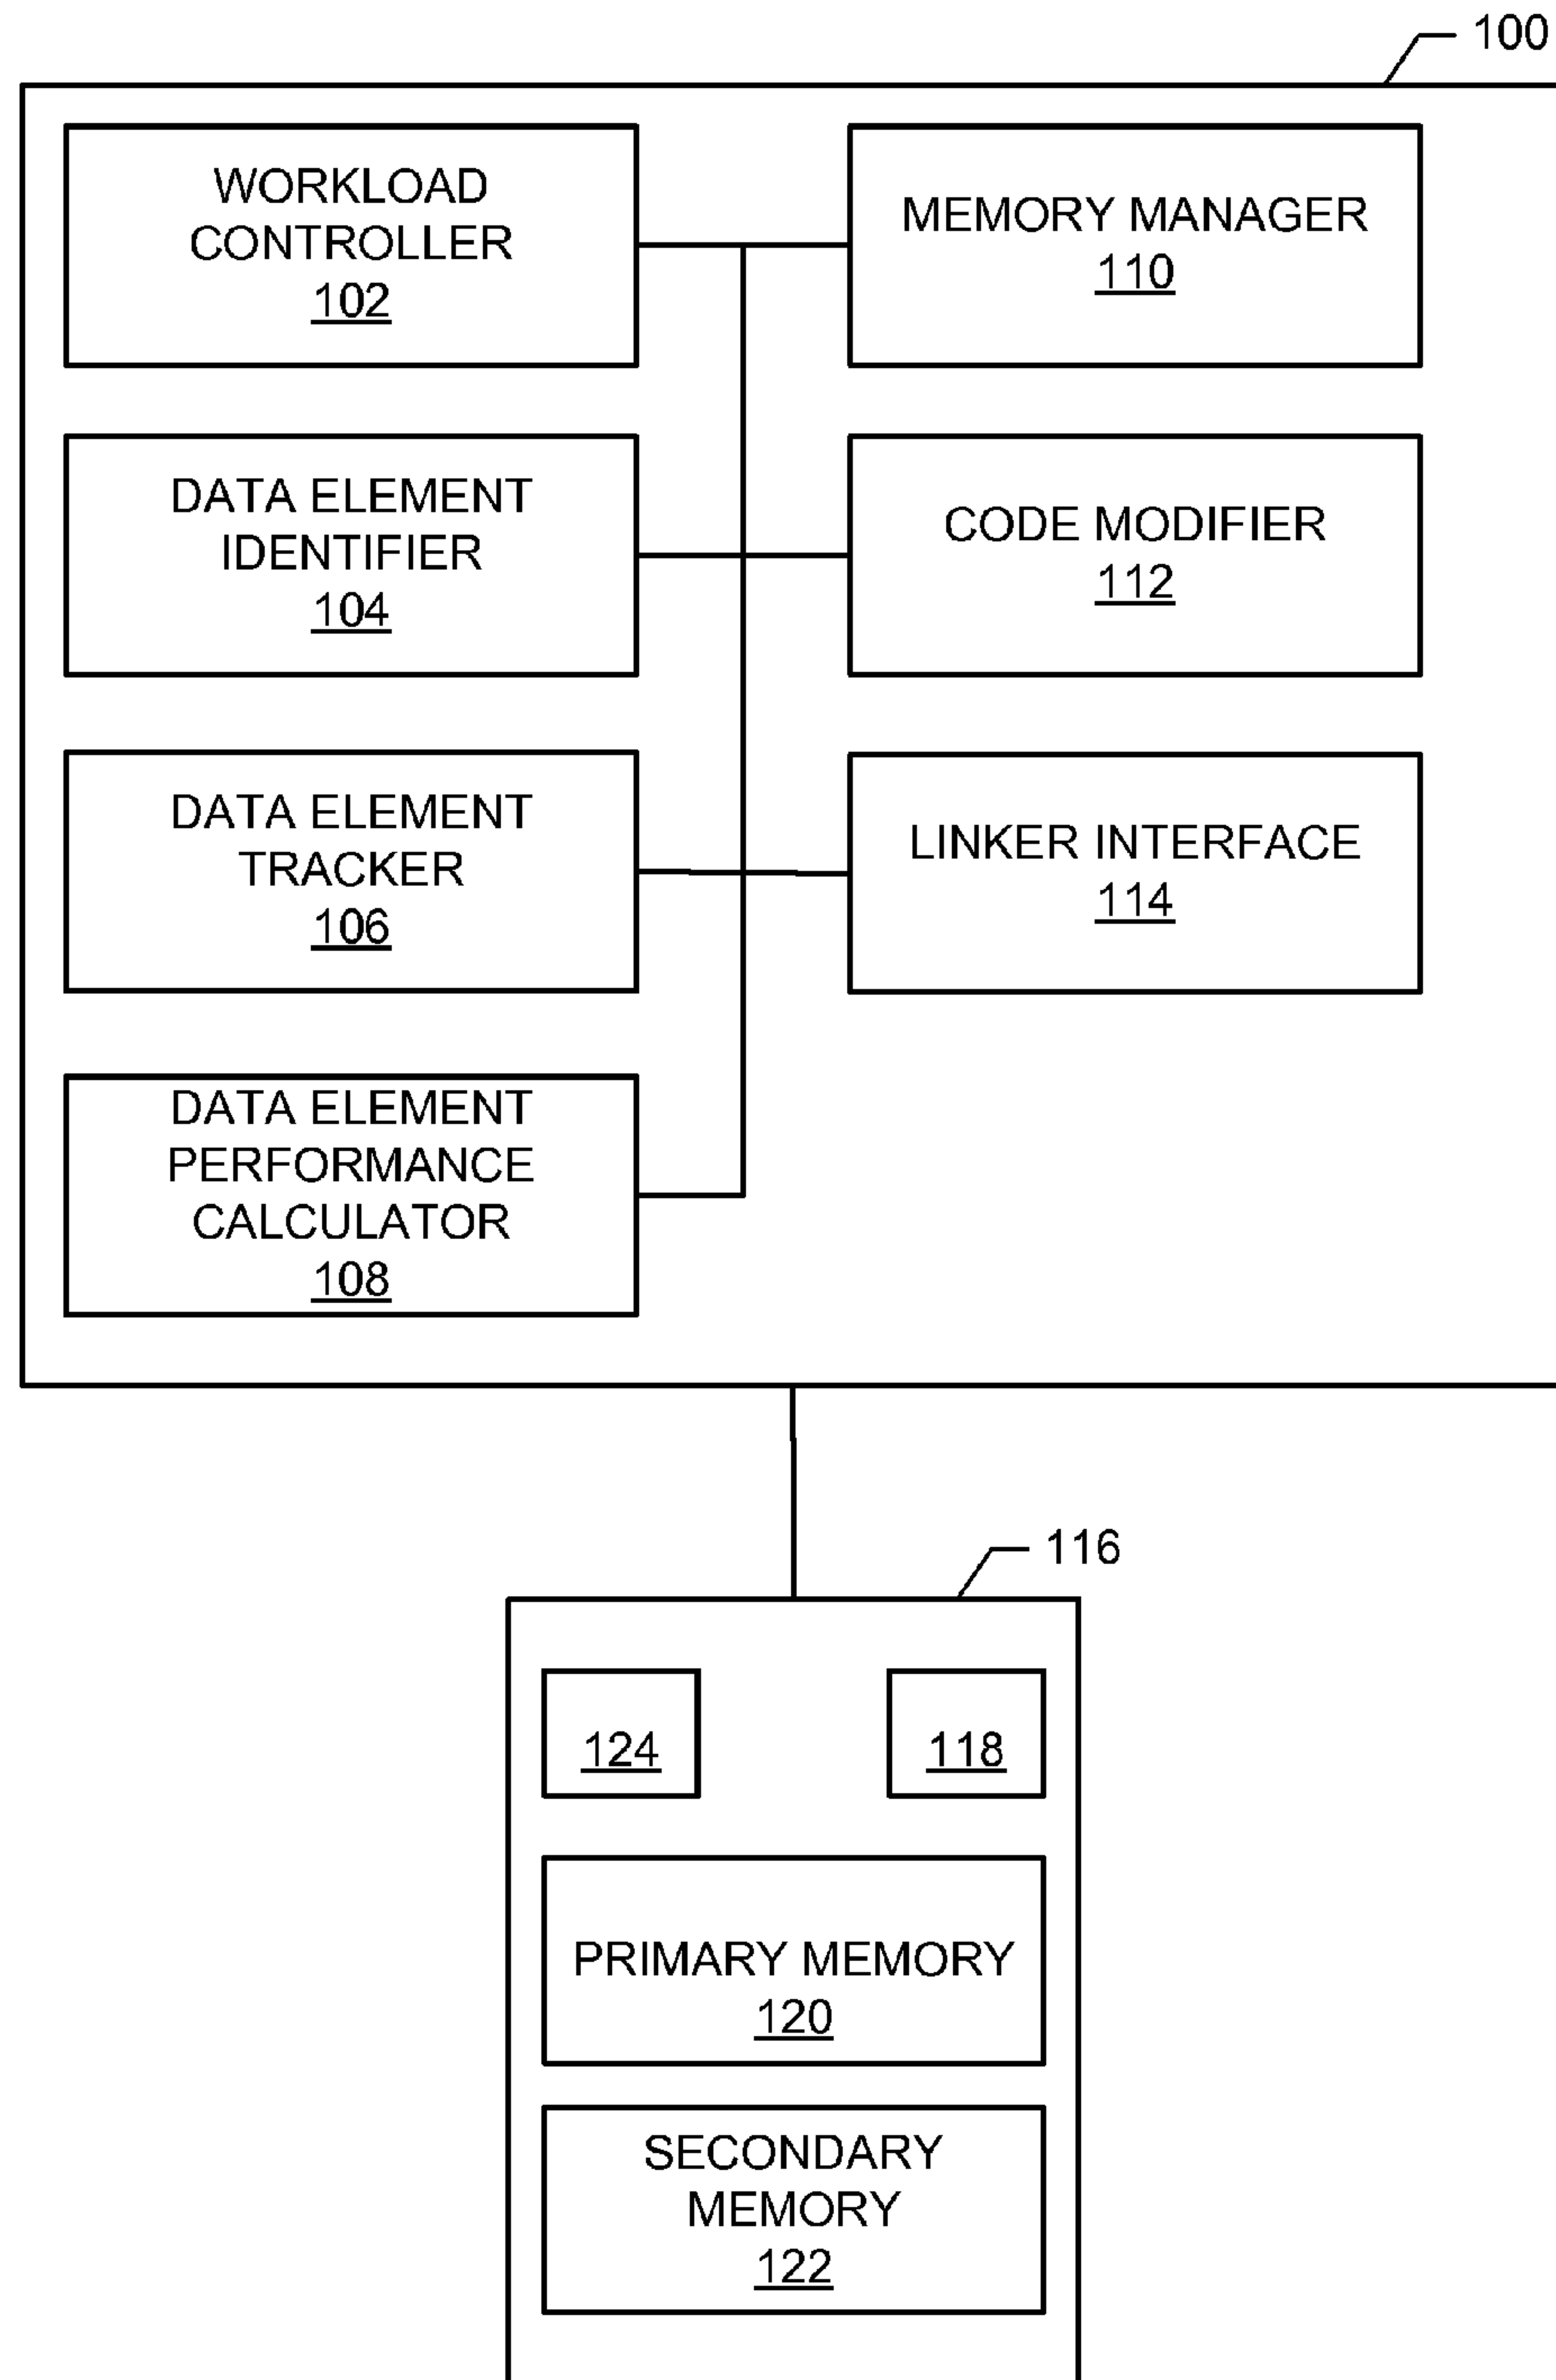 100
WORKLOAD
CONTROLLER
102
MEMORY MANAGER
110
DATA ELEMENT
IDENTIFIER
104
CODE MODIFIER
112
DATA ELEMENT
TRACKER
106
LINKER INTERFACE
114
DATA ELEMENT
PERFORMANCE
CALCULATOR
108
116
124
118
PRIMARY MEMORY
120
SECONDARY
MEMORY
122